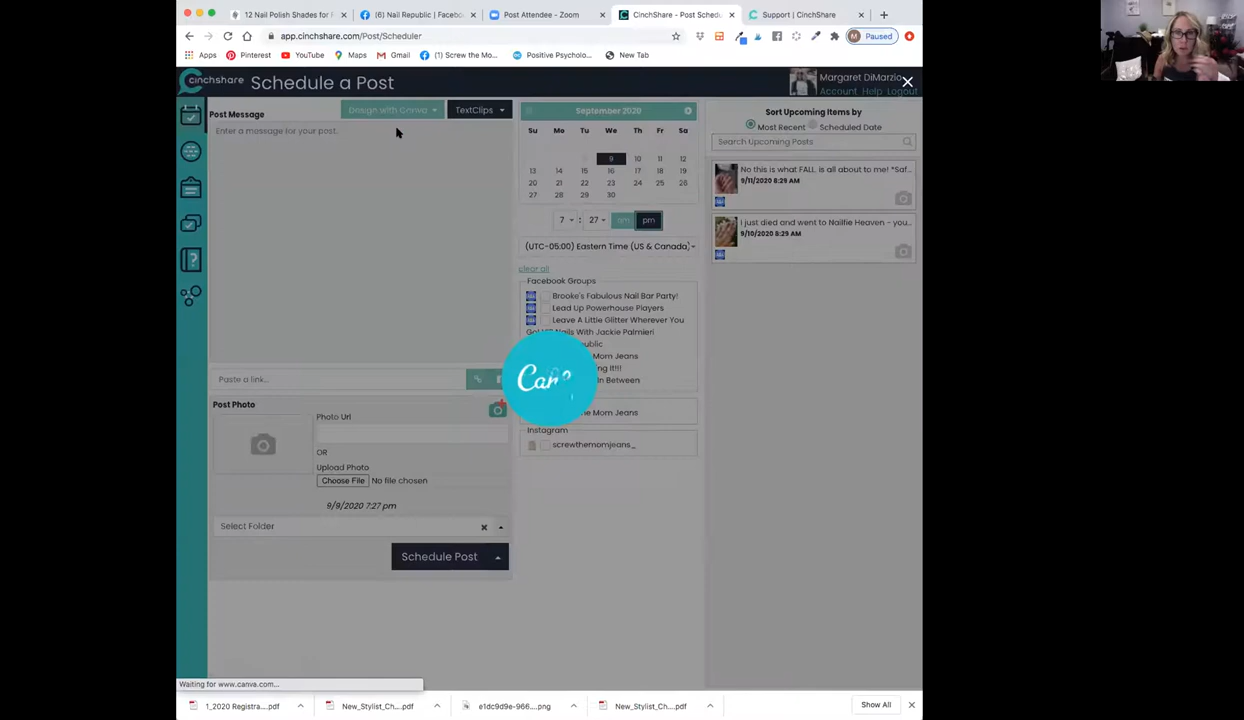 12 Nail Polish Shades for
(6) Nail Republic | Facebo
Post Attendee - Zoom
CinchShare - Post Schedu
Support | CinchShare
app.cinchshare.com/Post/Scheduler
Paused
Apps
Pinterest
YouTube
Maps
Gmail
(1) Screw the Mo...
Positive Psycholo...
New Tab
Cinchshare
Schedule a Post
Margaret DiMarzio
Account Help Logout
Post Message
Design with Canva
TextClips
Enter a message for your post.
September 2020
Su Mo Tu We Th Fr Sa
9 10 11 12
13 14 15 16 17 18 19
20 21 22 23 24 25 26
27 28 29 30
7 : 27 am pm
(UTC-05:00) Eastern Time (US & Canada)
clear all
Facebook Groups
Brooke's Fabulous Nail Bar Party!
Lead Up Powerhouse Players
Leave A Little Glitter Wherever You
Nails With Jackie Palmieri
Mom Jeans
ing It!!!
In Between
he Mom Jeans
Instagram
screwthemomjeans_
Can
Paste a link...
Post Photo
Photo Url
OR
Upload Photo
Choose File No file chosen
9/9/2020 7:27 pm
Select Folder
Schedule Post
Sort Upcoming Items by
Most Recent
Scheduled Date
Search Upcoming Posts
No this is what FALL is all about to me! *Saf...
9/11/2020 8:29 AM
I just died and went to Nailfie Heaven - you...
9/10/2020 8:29 AM
Waiting for www.canva.com...
1_2020 Registra....pdf
New_Stylist_Ch....pdf
e1dc9d9e-966....png
New_Stylist_Ch....pdf
Show All